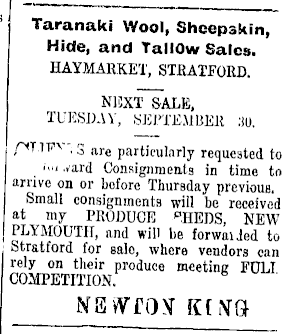 Taranaki Wool, Sheepskin,
Hide, and Tallow Sales.
HAYMARKET, STRATFORD.
NEXT SALE,
TUESDAY, SEPTEMBER 30.
are particularly requested to
Consignments in time to
arrive on or before Thursday previous.
Small consignments will be received
at my PRODUCE SHEDS, NEW
PLYMOUTH, and will be forwarded to
Stratford for sale, where vendors can
rely on their produce meeting FULL
COMPETITION.
NEWTON KING